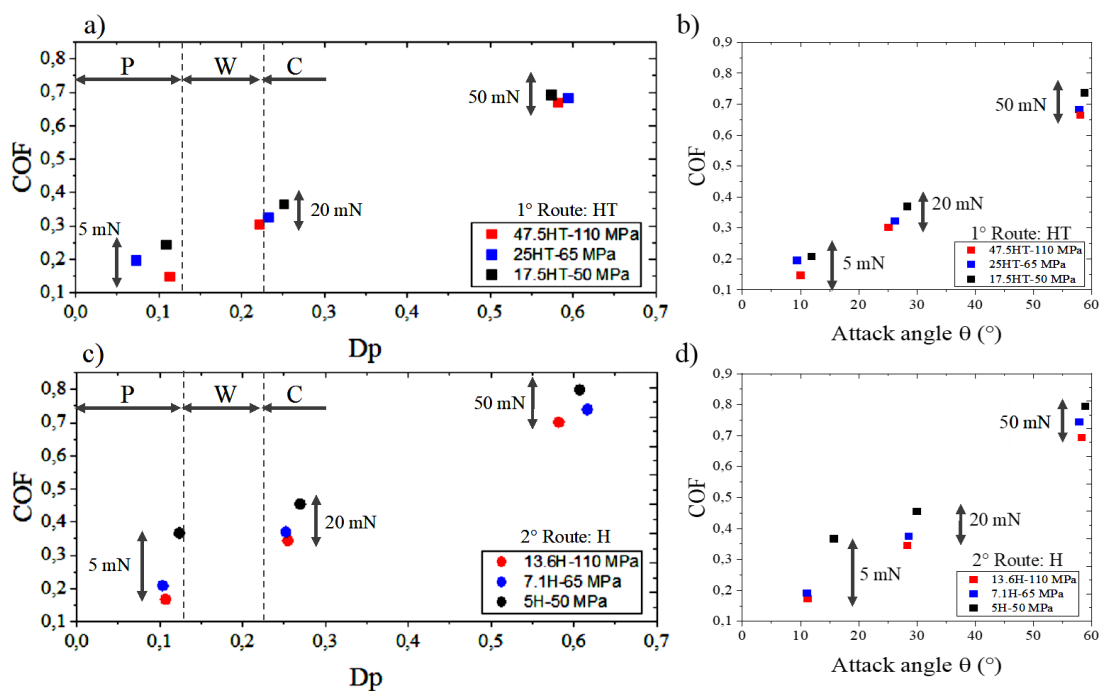 a)
0,8
0,7
0,6
0,5
0,4
0,3
0,2
0,1
COF
P
W
C
50 mN
20 mN
5 mN
1° Route: HT
47.5HT-110 MPa
25HT-65 MPa
17.5HT-50 MPa
0,0
0,1
0,2
0,3
0,4
0,5
0,6
0,7
Dp
b)
0,9
0,8
0,7
0,6
0,5
0,4
0,3
0,2
0,1
COF
50 mN
20 mN
5 mN
1° Route: HT
47.5HT-110 MPa
25HT-65 MPa
17.5HT-50 MPa
0
10
20
30
40
50
60
Attack angle θ (°)
c)
0,8
0,7
0,6
0,5
0,4
0,3
0,2
0,1
COF
P
W
C
50 mN
20 mN
5 mN
2° Route: H
13.6H-110 MPa
7.1H-65 MPa
5H-50 MPa
0,0
0,1
0,2
0,3
0,4
0,5
0,6
0,7
Dp
d)
0,9
0,8
0,7
0,6
0,5
0,4
0,3
0,2
0,1
COF
50 mN
20 mN
5 mN
2° Route: H
13.6H-110 MPa
7.1H-65 MPa
5H-50 MPa
0
10
20
30
40
50
60
Attack angle θ (°)